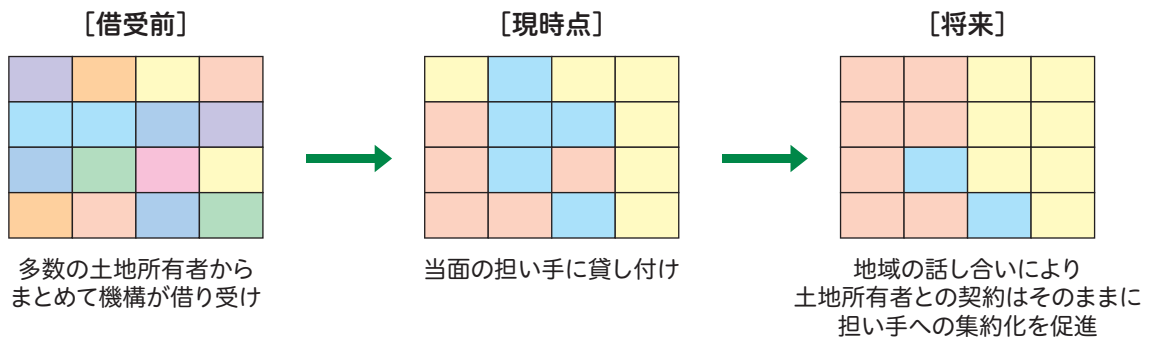 ［借受前］
［現時点］
［将来］
多数の土地所有者から
まとめて機構が借り受け
当面の担い手に貸し付け
地域の話し合いにより
土地所有者との契約はそのままに
担い手への集約化を促進